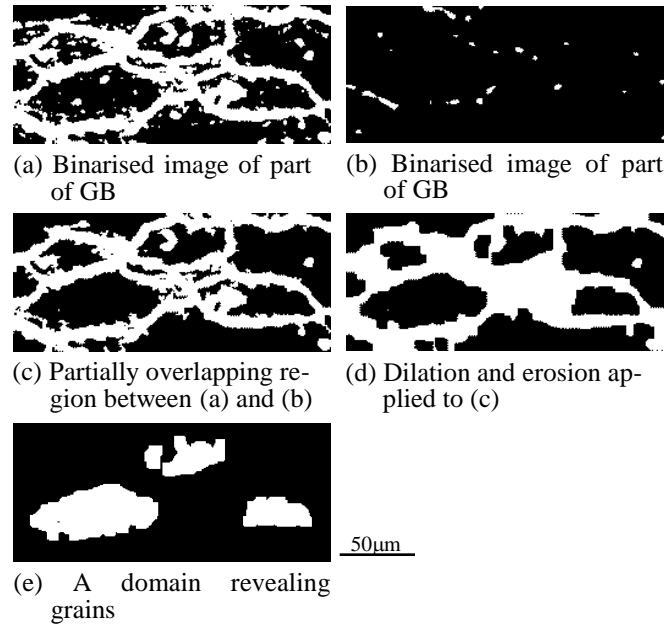 (a) Binarised image of part
of GB
(b) Binarised image of part
of GB
(c) Partially overlapping re-
gion between (a) and (b)
(d) Dilation and erosion ap-
plied to (c)
50μm
(e) A domain revealing
grains